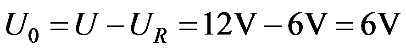 U₀ = U − U_R = 12V − 6V = 6V